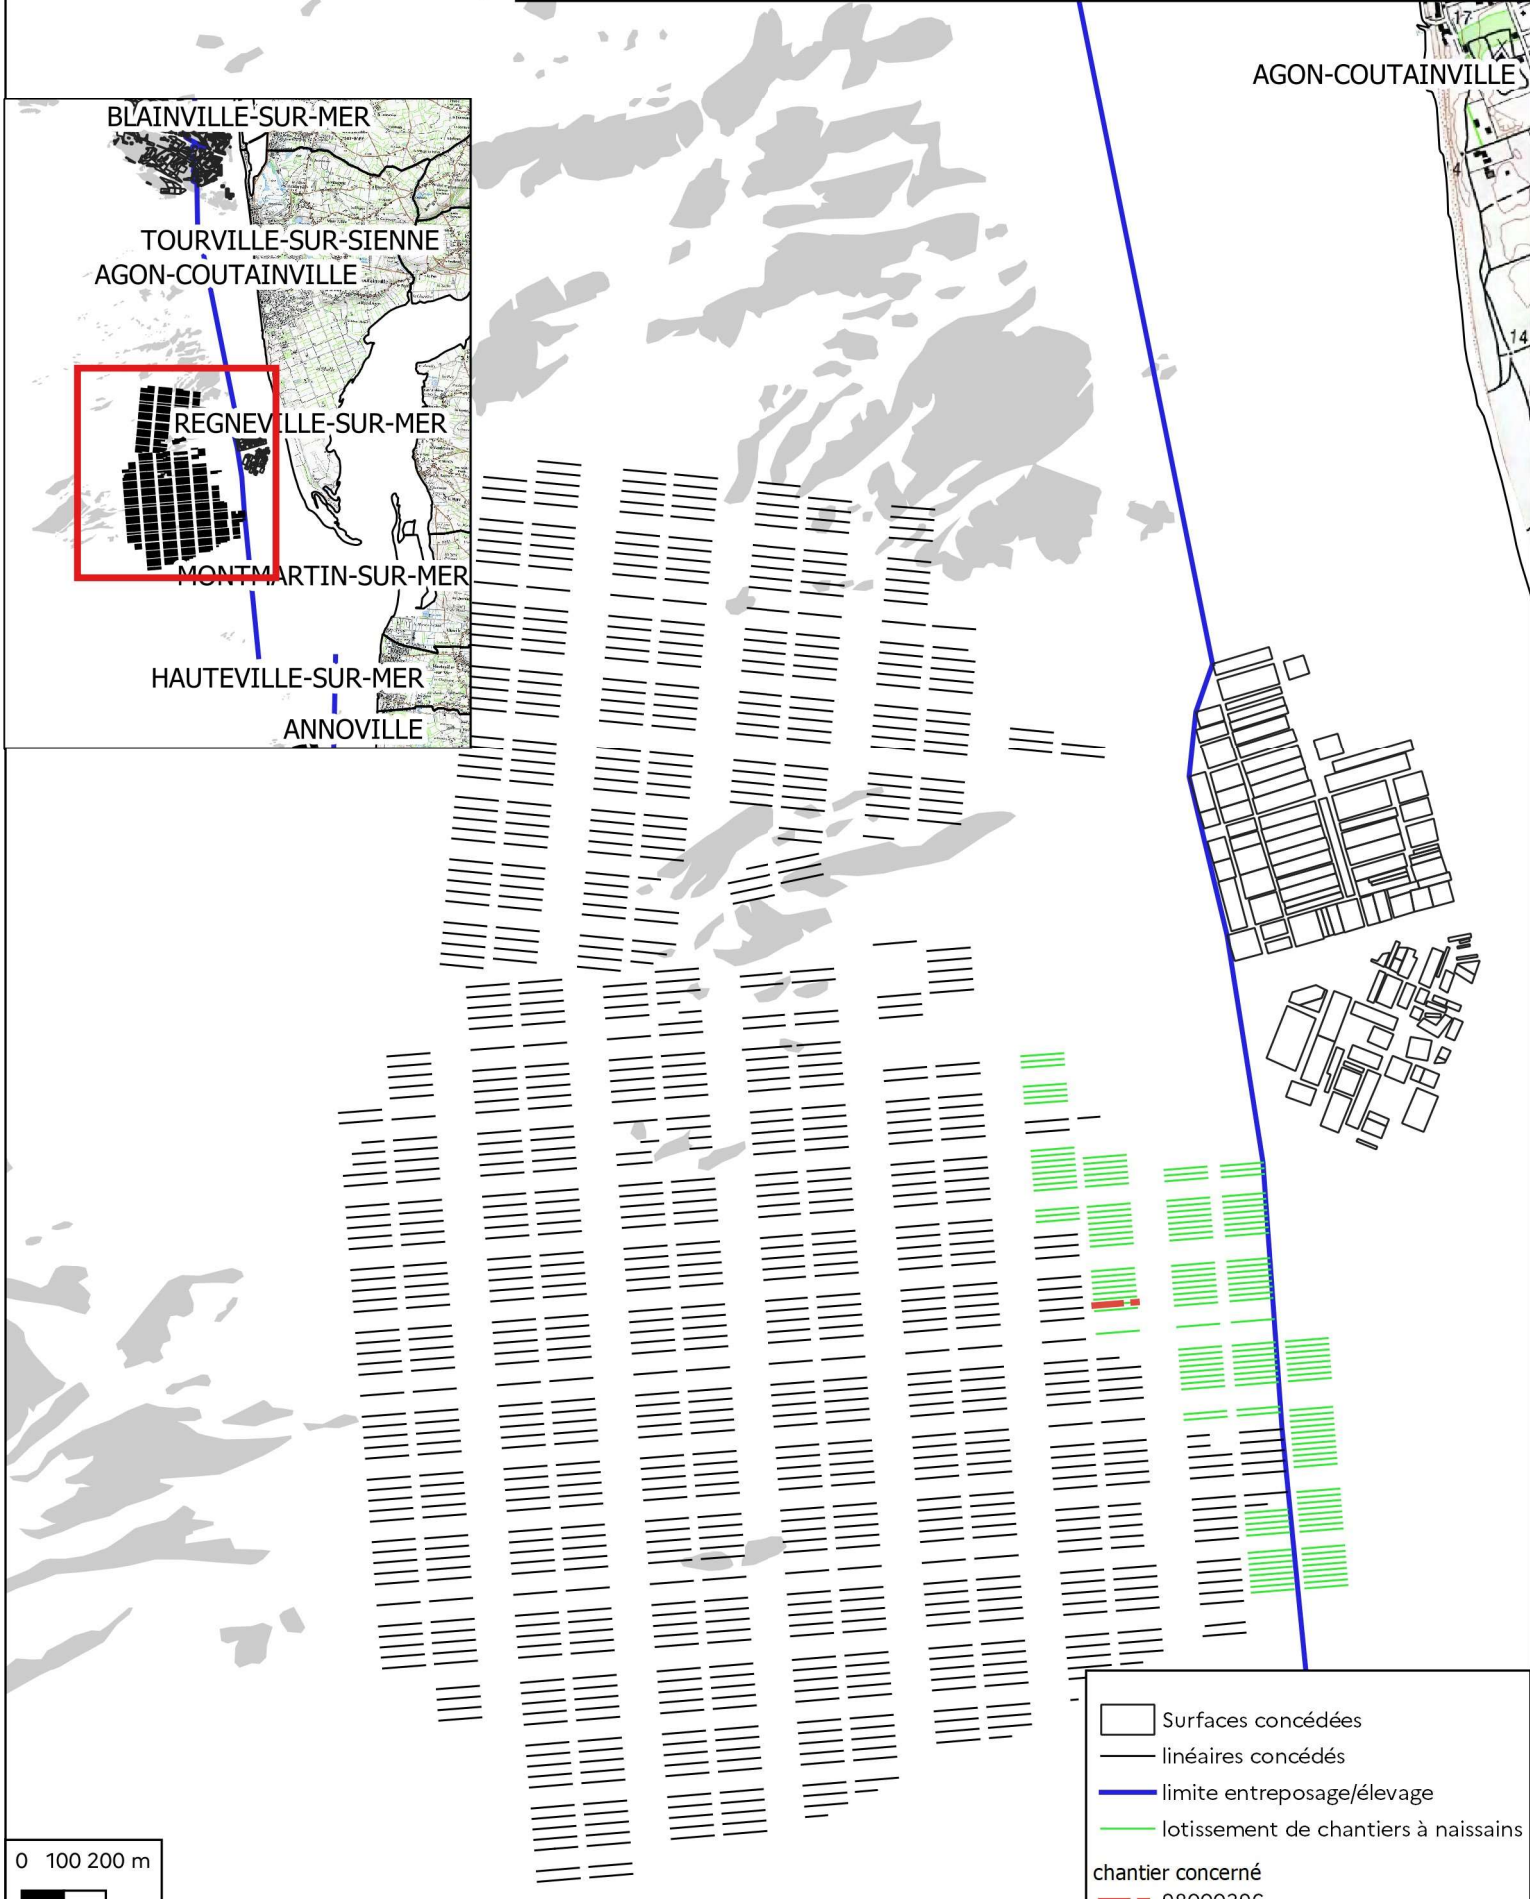 17
AGON-COUTAINVILLE
BLAINVILLE-SUR-MER
4
TOURVILLE-SUR-SIENNE
AGON-COUTAINVILLE
14
REGNEVILLE-SUR-MER
MONTMARTIN-SUR-MER
HAUTEVILLE-SUR-MER
ANNOVILLE
Surfaces concédées
linéaires concédés
limite entreposage/élevage
lotissement de chantiers à naissains
chantier concerné
0 100 200 m